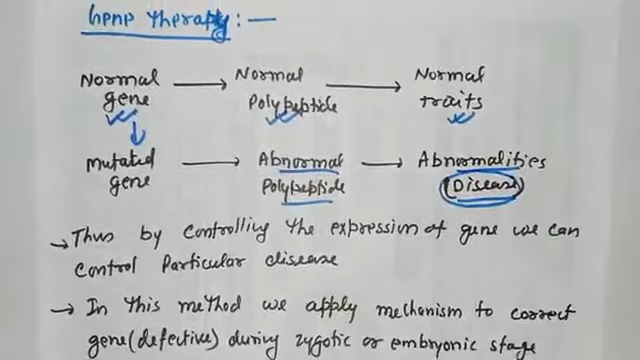 Gene therapy :—
Normal gene → Normal Polypeptide → Normal traits
Mutated gene → Abnormal Polypeptide → Abnormalities (Disease)
→ Thus by controlling the expression of gene we can
control Particular disease
→ In this method we apply mechanism to correct
gene (defective) during zygotic or embryonic stage